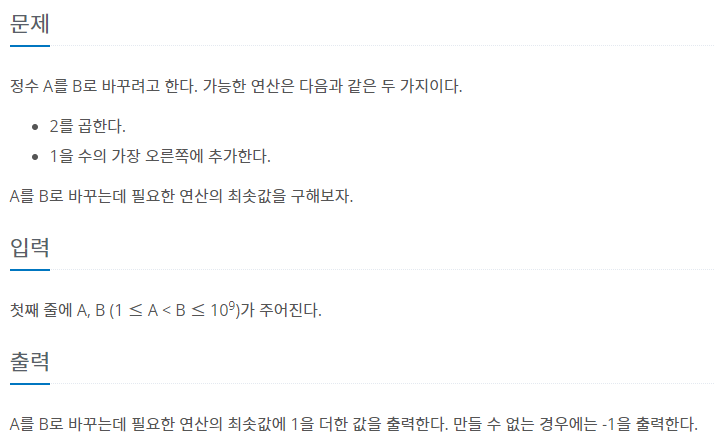 문제
정수 A를 B로 바꾸려고 한다. 가능한 연산은 다음과 같은 두 가지이다.
• 2를 곱한다.
• 1을 수의 가장 오른쪽에 추가한다.
A를 B로 바꾸는데 필요한 연산의 최솟값을 구해보자.
입력
첫째 줄에 A, B (1 ≤ A < B ≤ 10⁹)가 주어진다.
출력
A를 B로 바꾸는데 필요한 연산의 최솟값에 1을 더한 값을 출력한다. 만들 수 없는 경우에는 -1을 출력한다.